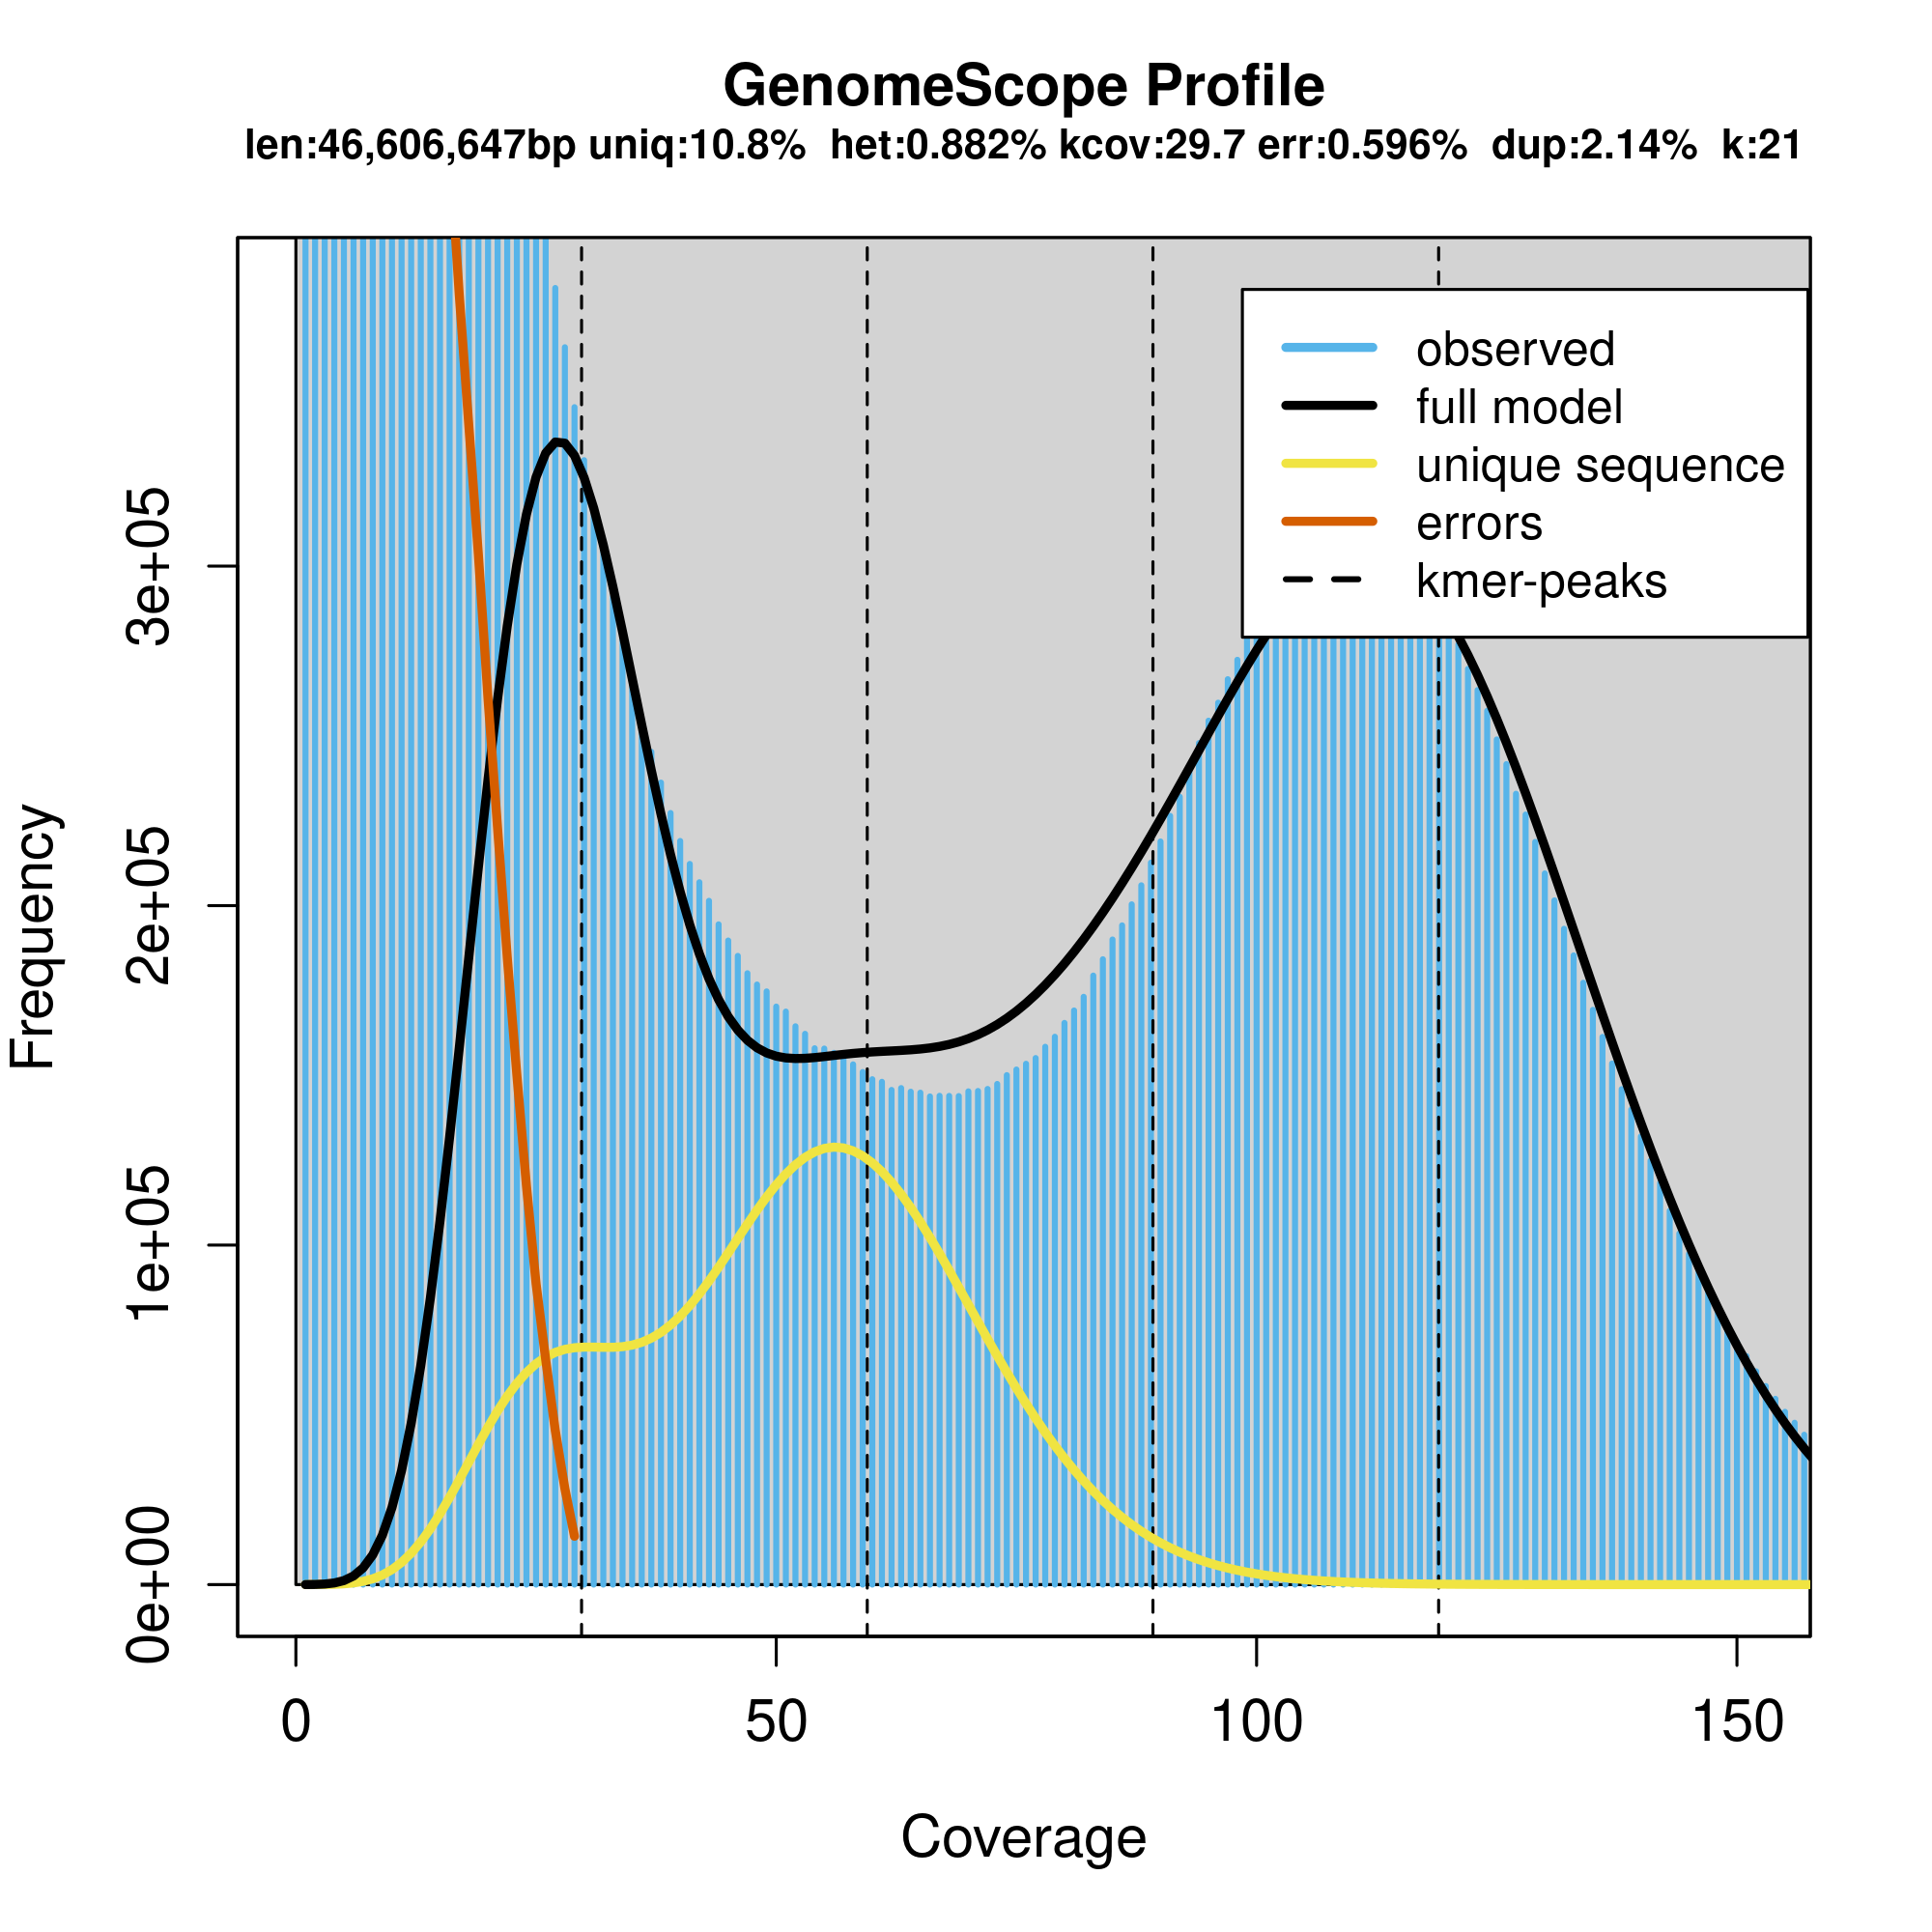 GenomeScope Profile
len:46,606,647bp uniq:10.8% het:0.882% kcov:29.7 err:0.596% dup:2.14% k:21
observed
full model
unique sequence
errors
kmer-peaks
Frequency
3e+05
2e+05
1e+05
0e+00
0 50 100 150
Coverage